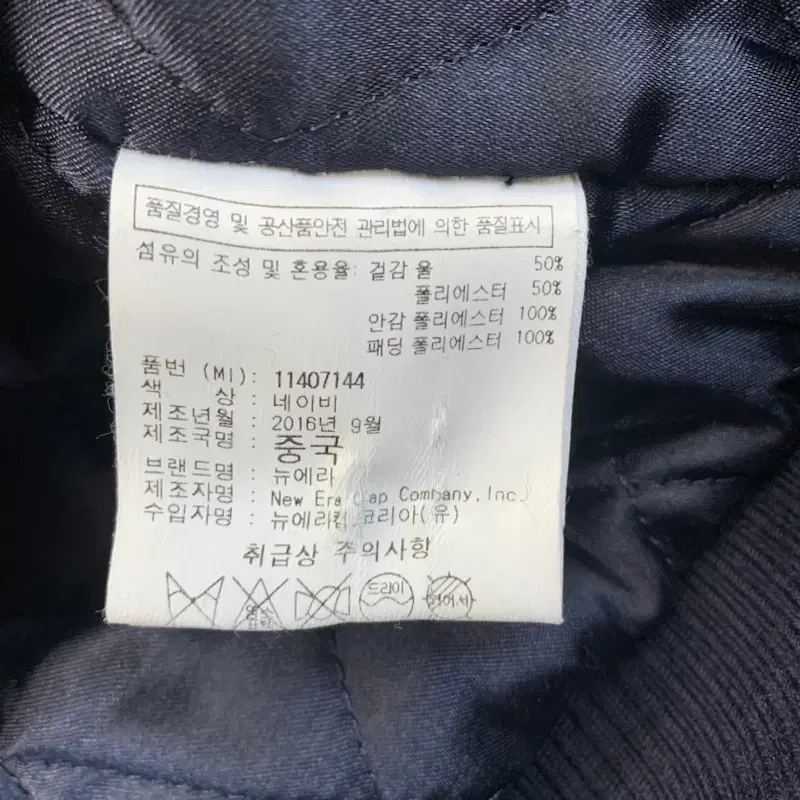 품질경영 및 공산품안전 관리법에 의한 품질표시
섬유의 조성 및 혼용율: 겉감 울 50%
폴리에스터 50%
안감 폴리에스터 100%
패딩 폴리에스터 100%
품번 (MI): 11407144
색 상 : 네이비
제조년월 : 2016년 9월
제조국명 : 중국
브랜드명 : 뉴에라
제조자명 : New Era Cap Company,Inc.
수입자명 : 뉴에라캡 코리아(유)
취급상 주의사항
드라이